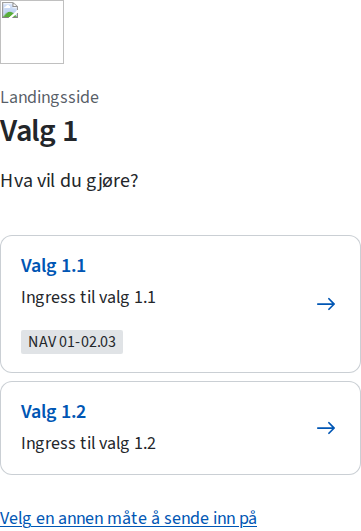 Landingsside
Valg 1
Hva vil du gjøre?
Valg 1.1
Ingress til valg 1.1
NAV 01-02.03
Valg 1.2
Ingress til valg 1.2
Velg en annen måte å sende inn på